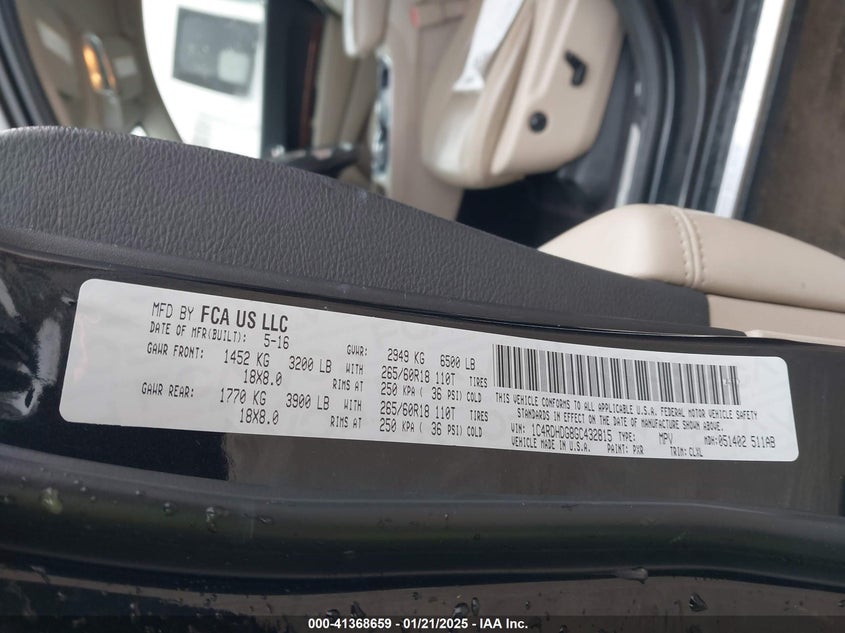 MFD BY FCA US LLC
DATE OF MFR(BUILT): 5-16
GVWR: 2949 KG 6500 LB
GAWR FRONT: 1452 KG 3200 LB WITH 265/60R18 110T TIRES
18X8.0 RIMS AT 250 KPA ( 36 PSI) COLD
GAWR REAR: 1770 KG 3900 LB WITH 265/60R18 110T TIRES
18X8.0 RIMS AT 250 KPA ( 36 PSI) COLD
THIS VEHICLE CONFORMS TO ALL APPLICABLE U.S.A. FEDERAL MOTOR VEHICLE SAFETY
STANDARDS IN EFFECT ON THE DATE OF MANUFACTURE SHOWN ABOVE.
VIN: 1C4RDHDG8GC432815 TYPE: MPV MDH: 051402 511AB
VEHICLE MADE IN U.S.A. PAINT: PXR TRIM: CLXL
000-41368659 - 01/21/2025 - IAA Inc.